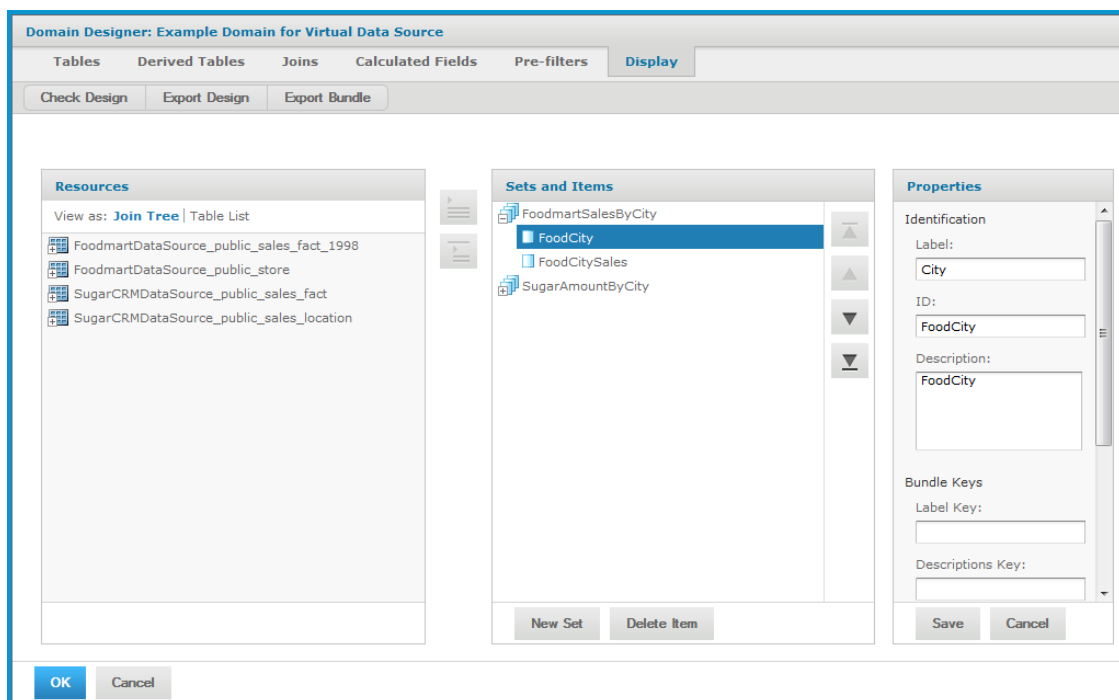 Domain Designer: Example Domain for Virtual Data Source
Tables Derived Tables Joins Calculated Fields Pre-filters Display
Check Design Export Design Export Bundle
Resources
View as: Join Tree | Table List
FoodmartDataSource_public_sales_fact_1998
FoodmartDataSource_public_store
SugarCRMDataSource_public_sales_fact
SugarCRMDataSource_public_sales_location
Sets and Items
FoodmartSalesByCity
FoodCity
FoodCitySales
SugarAmountByCity
New Set Delete Item
Properties
Identification
Label:
City
ID:
FoodCity
Description:
FoodCity
Bundle Keys
Label Key:
Descriptions Key:
Save Cancel
OK Cancel